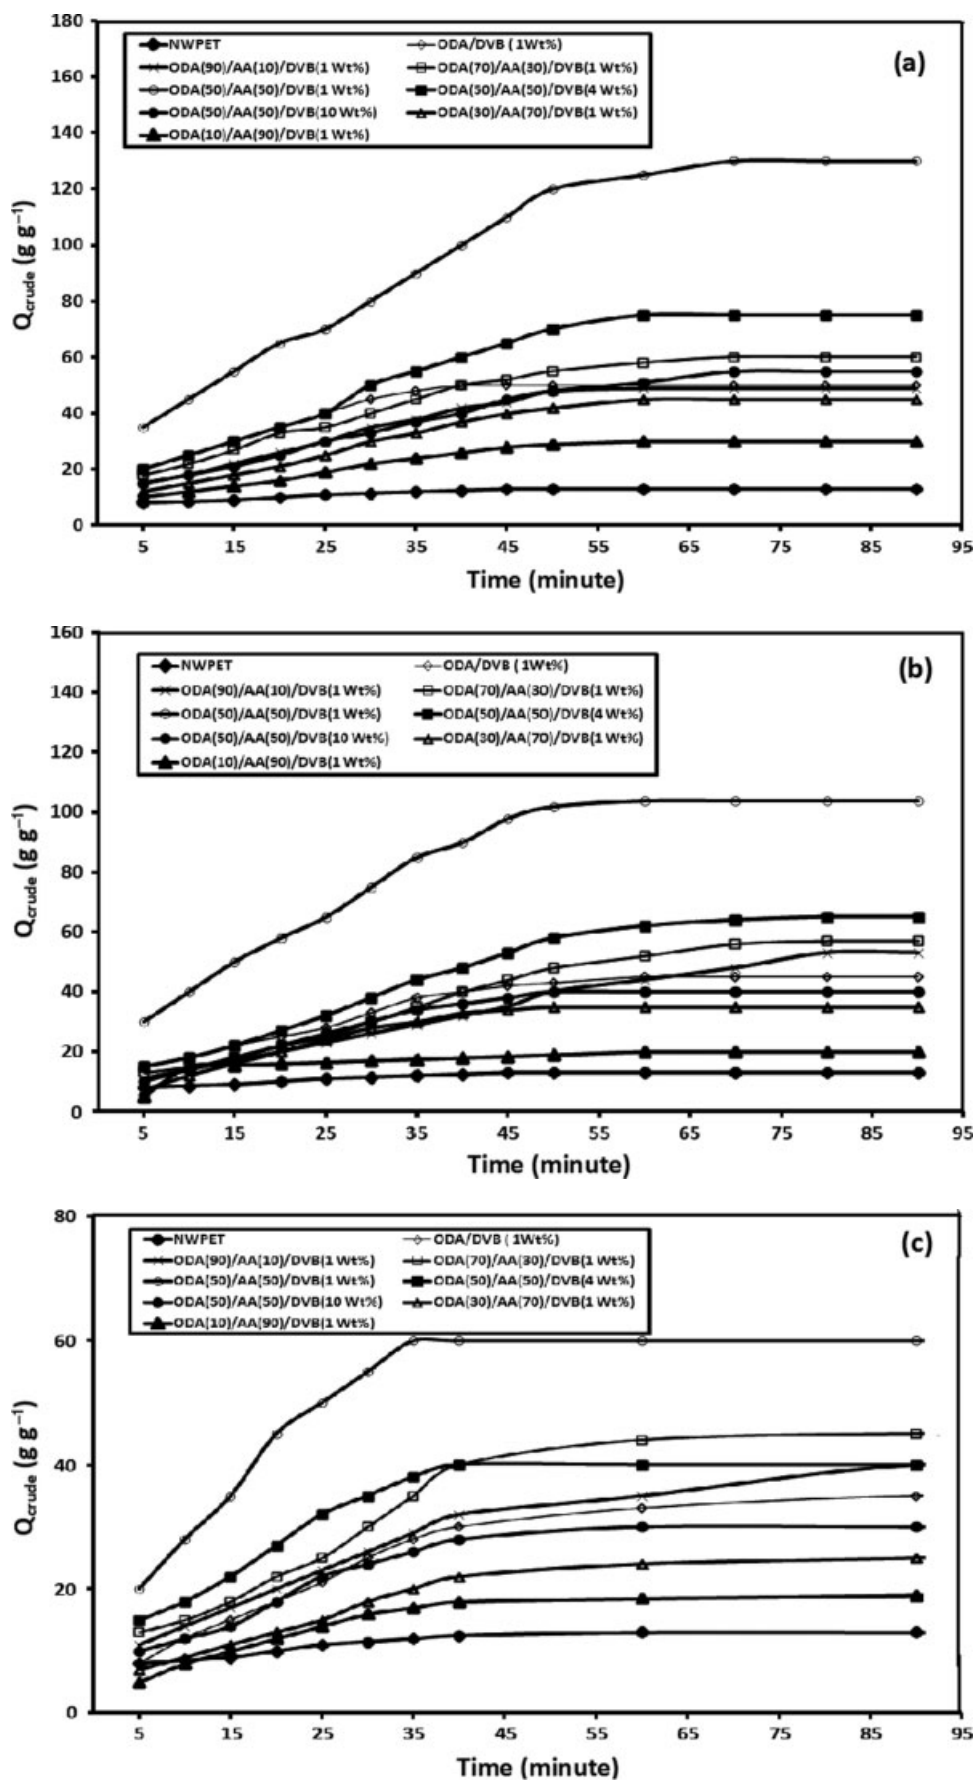 180
160
140
120
100
80
60
40
20
0
Q crude (g g⁻¹)
NWPET
ODA/DVB ( 1Wt%)
ODA(90)/AA(10)/DVB(1 Wt%)
ODA(70)/AA(30)/DVB(1 Wt%)
ODA(50)/AA(50)/DVB(1 Wt%)
ODA(50)/AA(50)/DVB(4 Wt%)
ODA(50)/AA(50)/DVB(10 Wt%)
ODA(30)/AA(70)/DVB(1 Wt%)
ODA(10)/AA(90)/DVB(1 Wt%)
(a)
5 15 25 35 45 55 65 75 85 95
Time (minute)
160
140
120
100
80
60
40
20
0
Q crude (g g⁻¹)
NWPET
ODA/DVB ( 1Wt%)
ODA(90)/AA(10)/DVB(1 Wt%)
ODA(70)/AA(30)/DVB(1 Wt%)
ODA(50)/AA(50)/DVB(1 Wt%)
ODA(50)/AA(50)/DVB(4 Wt%)
ODA(50)/AA(50)/DVB(10 Wt%)
ODA(30)/AA(70)/DVB(1 Wt%)
ODA(10)/AA(90)/DVB(1 Wt%)
(b)
5 15 25 35 45 55 65 75 85 95
Time (minute)
80
60
40
20
0
Q crude (g g⁻¹)
NWPET
ODA/DVB ( 1Wt%)
ODA(90)/AA(10)/DVB(1 Wt%)
ODA(70)/AA(30)/DVB(1 Wt%)
ODA(50)/AA(50)/DVB(1 Wt%)
ODA(50)/AA(50)/DVB(4 Wt%)
ODA(50)/AA(50)/DVB(10 Wt%)
ODA(30)/AA(70)/DVB(1 Wt%)
ODA(10)/AA(90)/DVB(1 Wt%)
(c)
5 15 25 35 45 55 65 75 85 95
Time (minute)